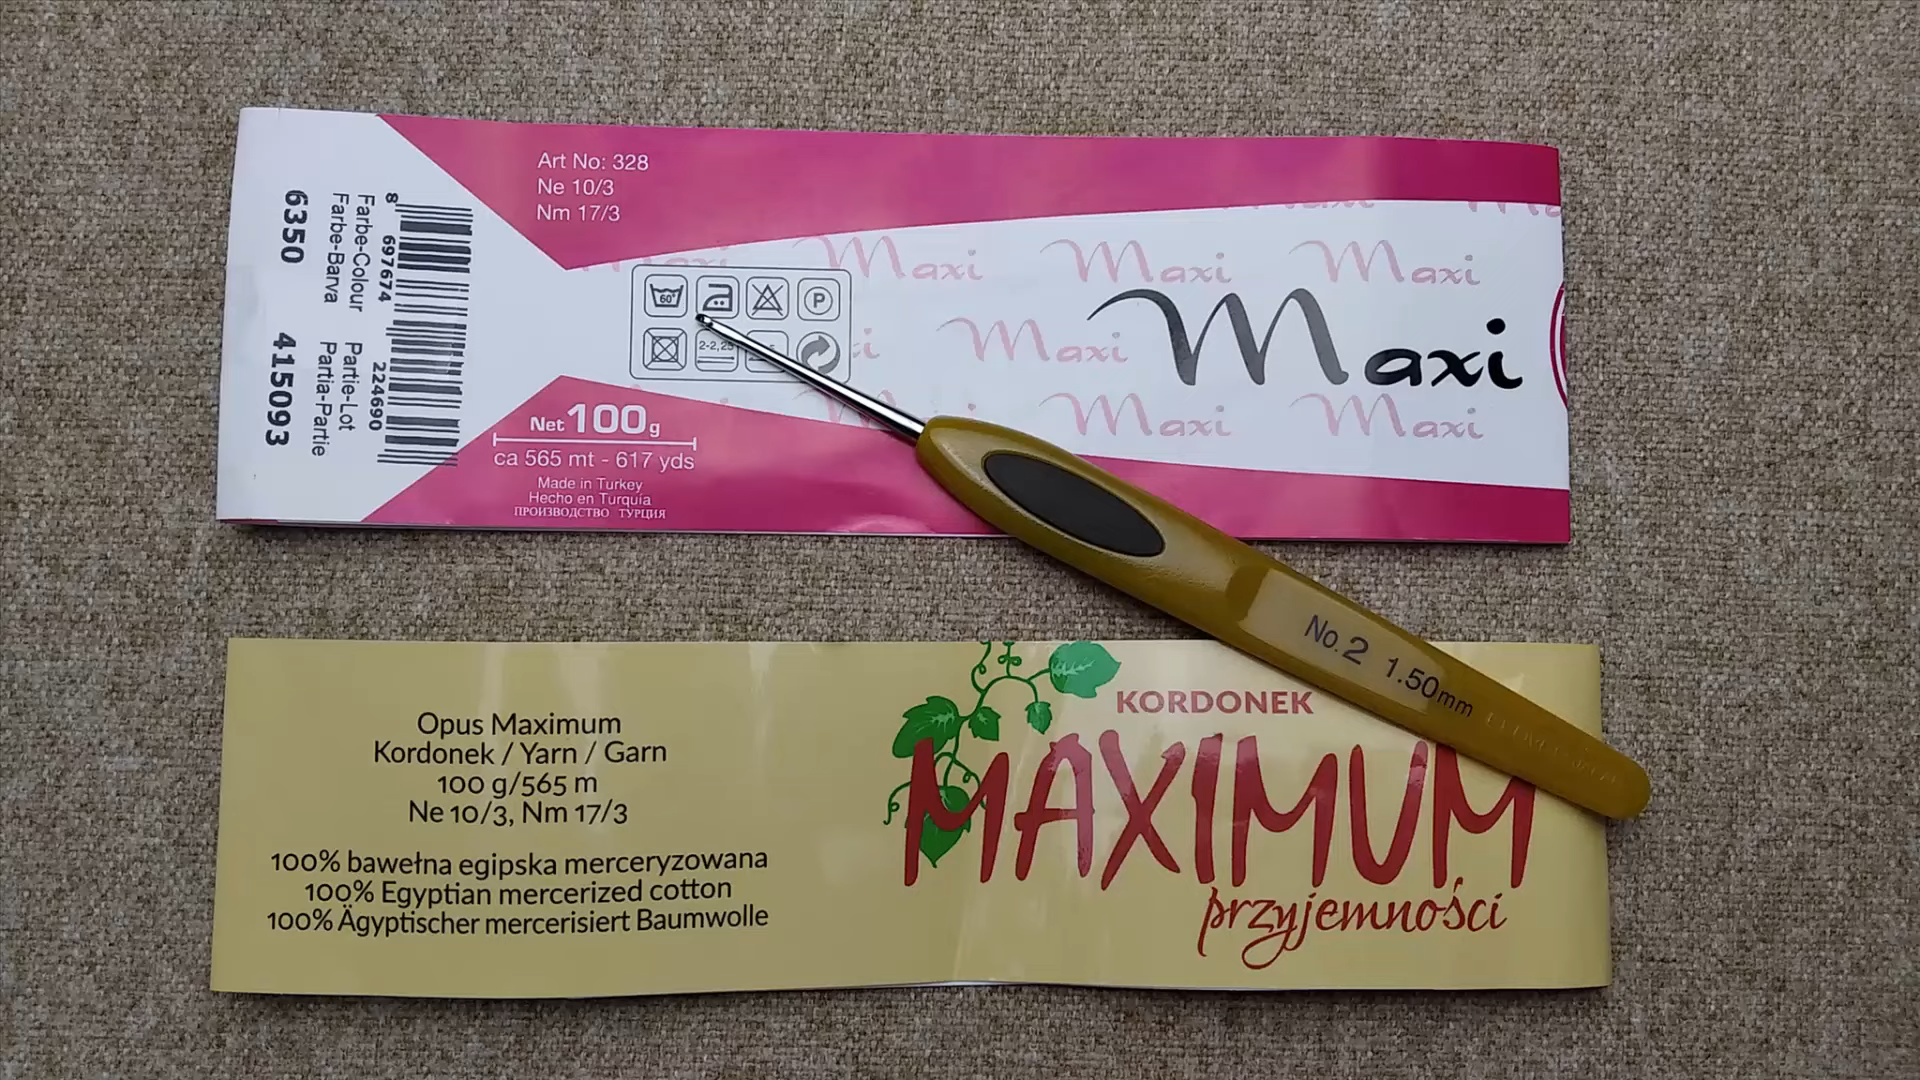 Art No: 328
Ne 10/3
Nm 17/3
6350
415093
Farbe-Colour
Farbe-Barva
Partie-Lot
Partia-Partie
8 697674 224690
60°
P
2-2,25
Maxi Maxi Maxi
Maxi
Maxi
Maxi Maxi
Net 100g
ca 565 mt - 617 yds
Made in Turkey
Hecho en Turquia
ПРОИЗВОДСТВО ТУРЦИЯ
No.2 1.50mm
Opus Maximum
Kordonek / Yarn / Garn
100 g/565 m
Ne 10/3, Nm 17/3
100% bawełna egipska merceryzowana
100% Egyptian mercerized cotton
100% Ägyptischer mercerisiert Baumwolle
KORDONEK
MAXIMUM
przyjemności